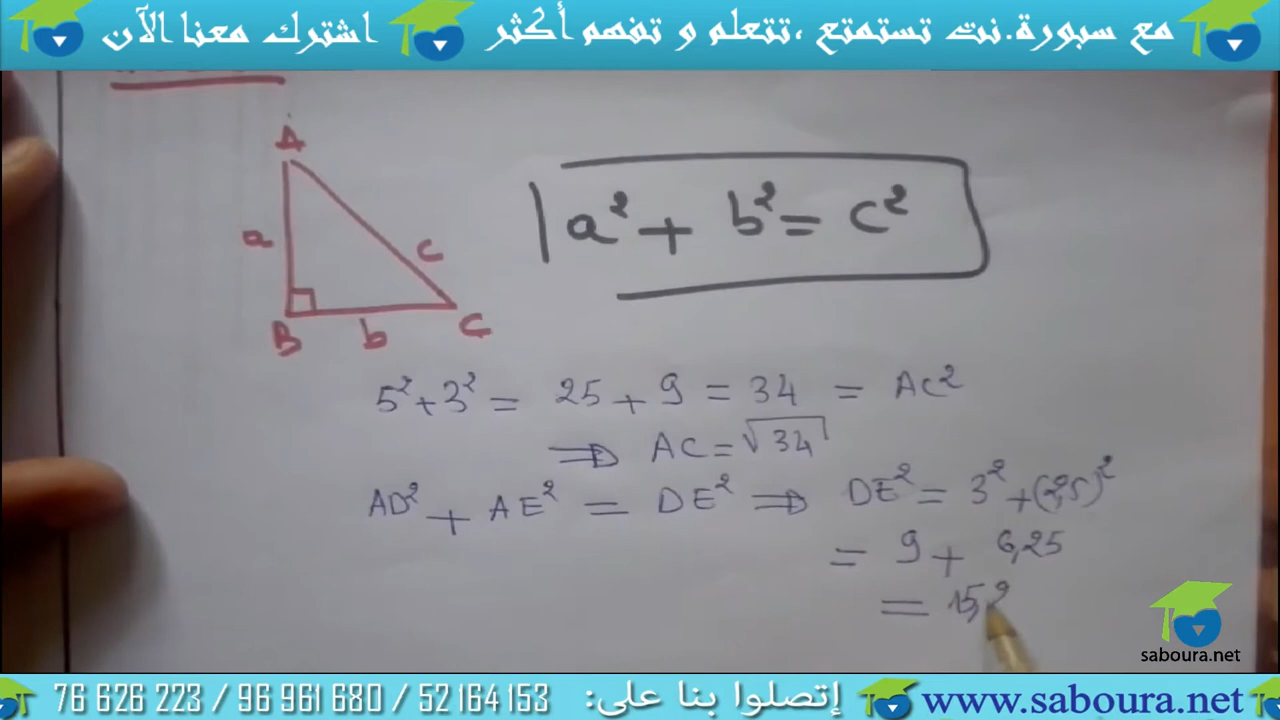 مع سبورة.نت تستمتع ،تتعلم و تفهم أكثر اشترك معنا الآن
A
a
c
B
b
C
a² + b² = c²
5² + 3² = 25 + 9 = 34 = AC²
⇒ AC = √34
AD² + AE² = DE² ⇒ DE² = 3² + (2,5)²
= 9 + 6,25
= 15,2
saboura.net
76 626 223 / 96 961 680 / 52 164 153 إتصلوا بنا على: www.saboura.net